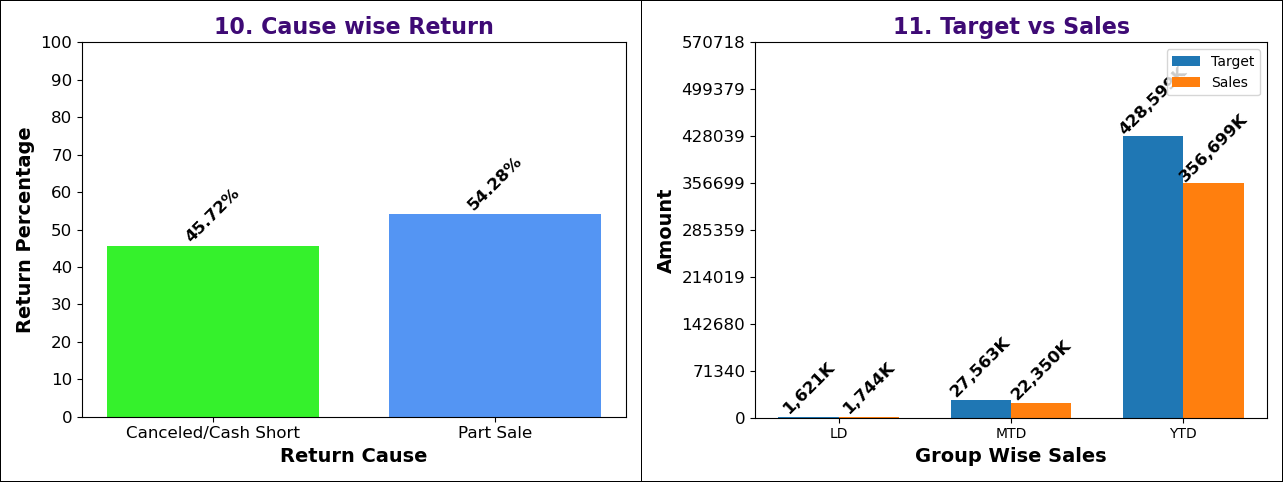 10. Cause wise Return
100
90
80
70
60
50
40
30
20
10
0
Return Percentage
45.72%
54.28%
Canceled/Cash Short
Part Sale
Return Cause
11. Target vs Sales
570718
499379
428039
356699
285359
214019
142680
71340
0
Amount
Target
Sales
1,621K
1,744K
27,563K
22,350K
356,699K
LD
MTD
YTD
Group Wise Sales